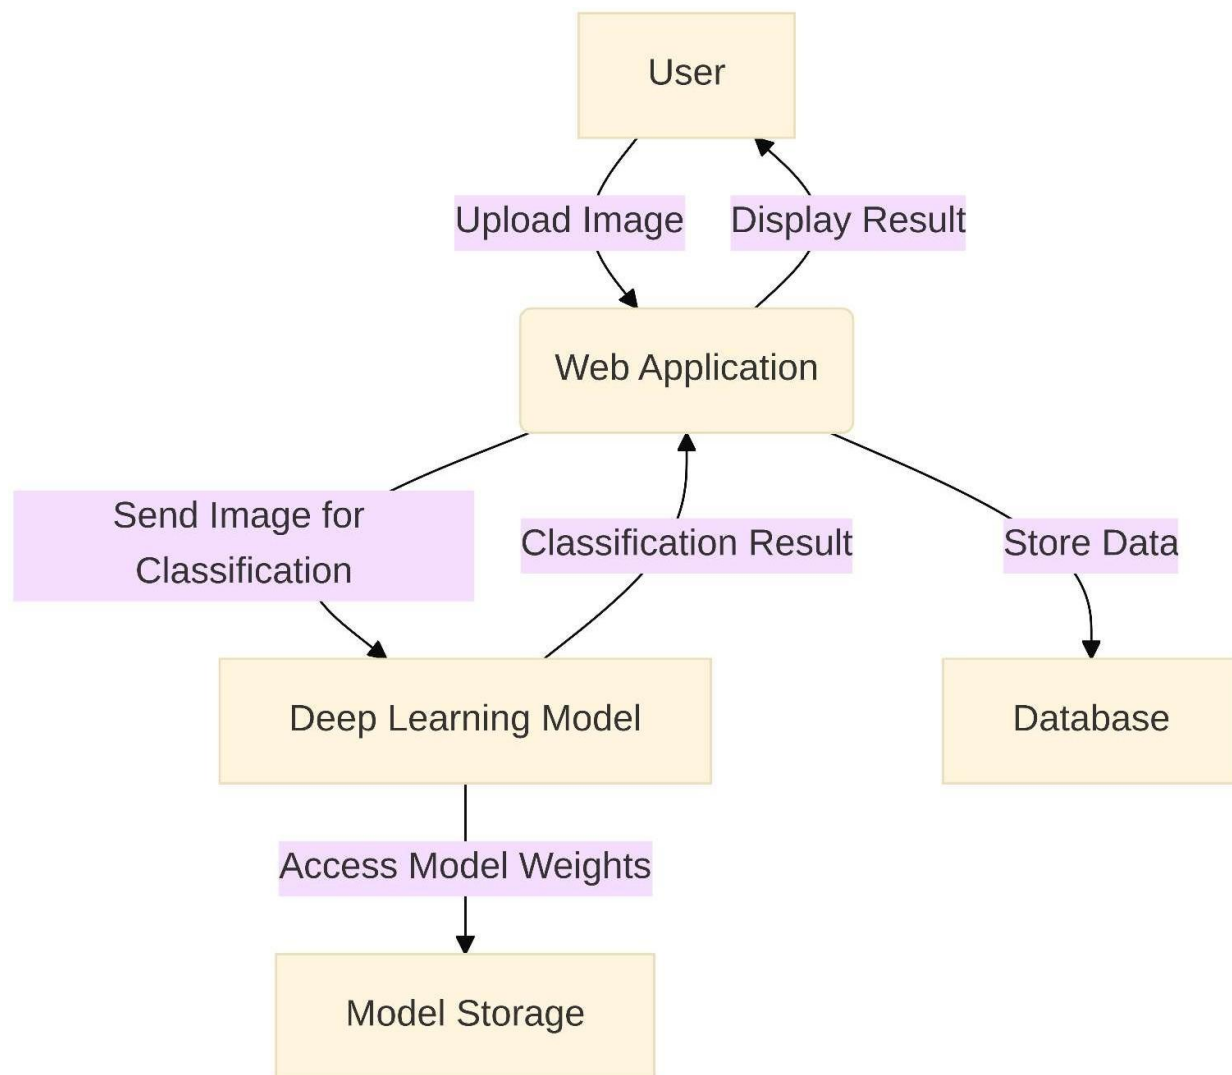 User
Upload Image
Display Result
Web Application
Send Image for
Classification
Classification Result
Store Data
Deep Learning Model
Database
Access Model Weights
Model Storage